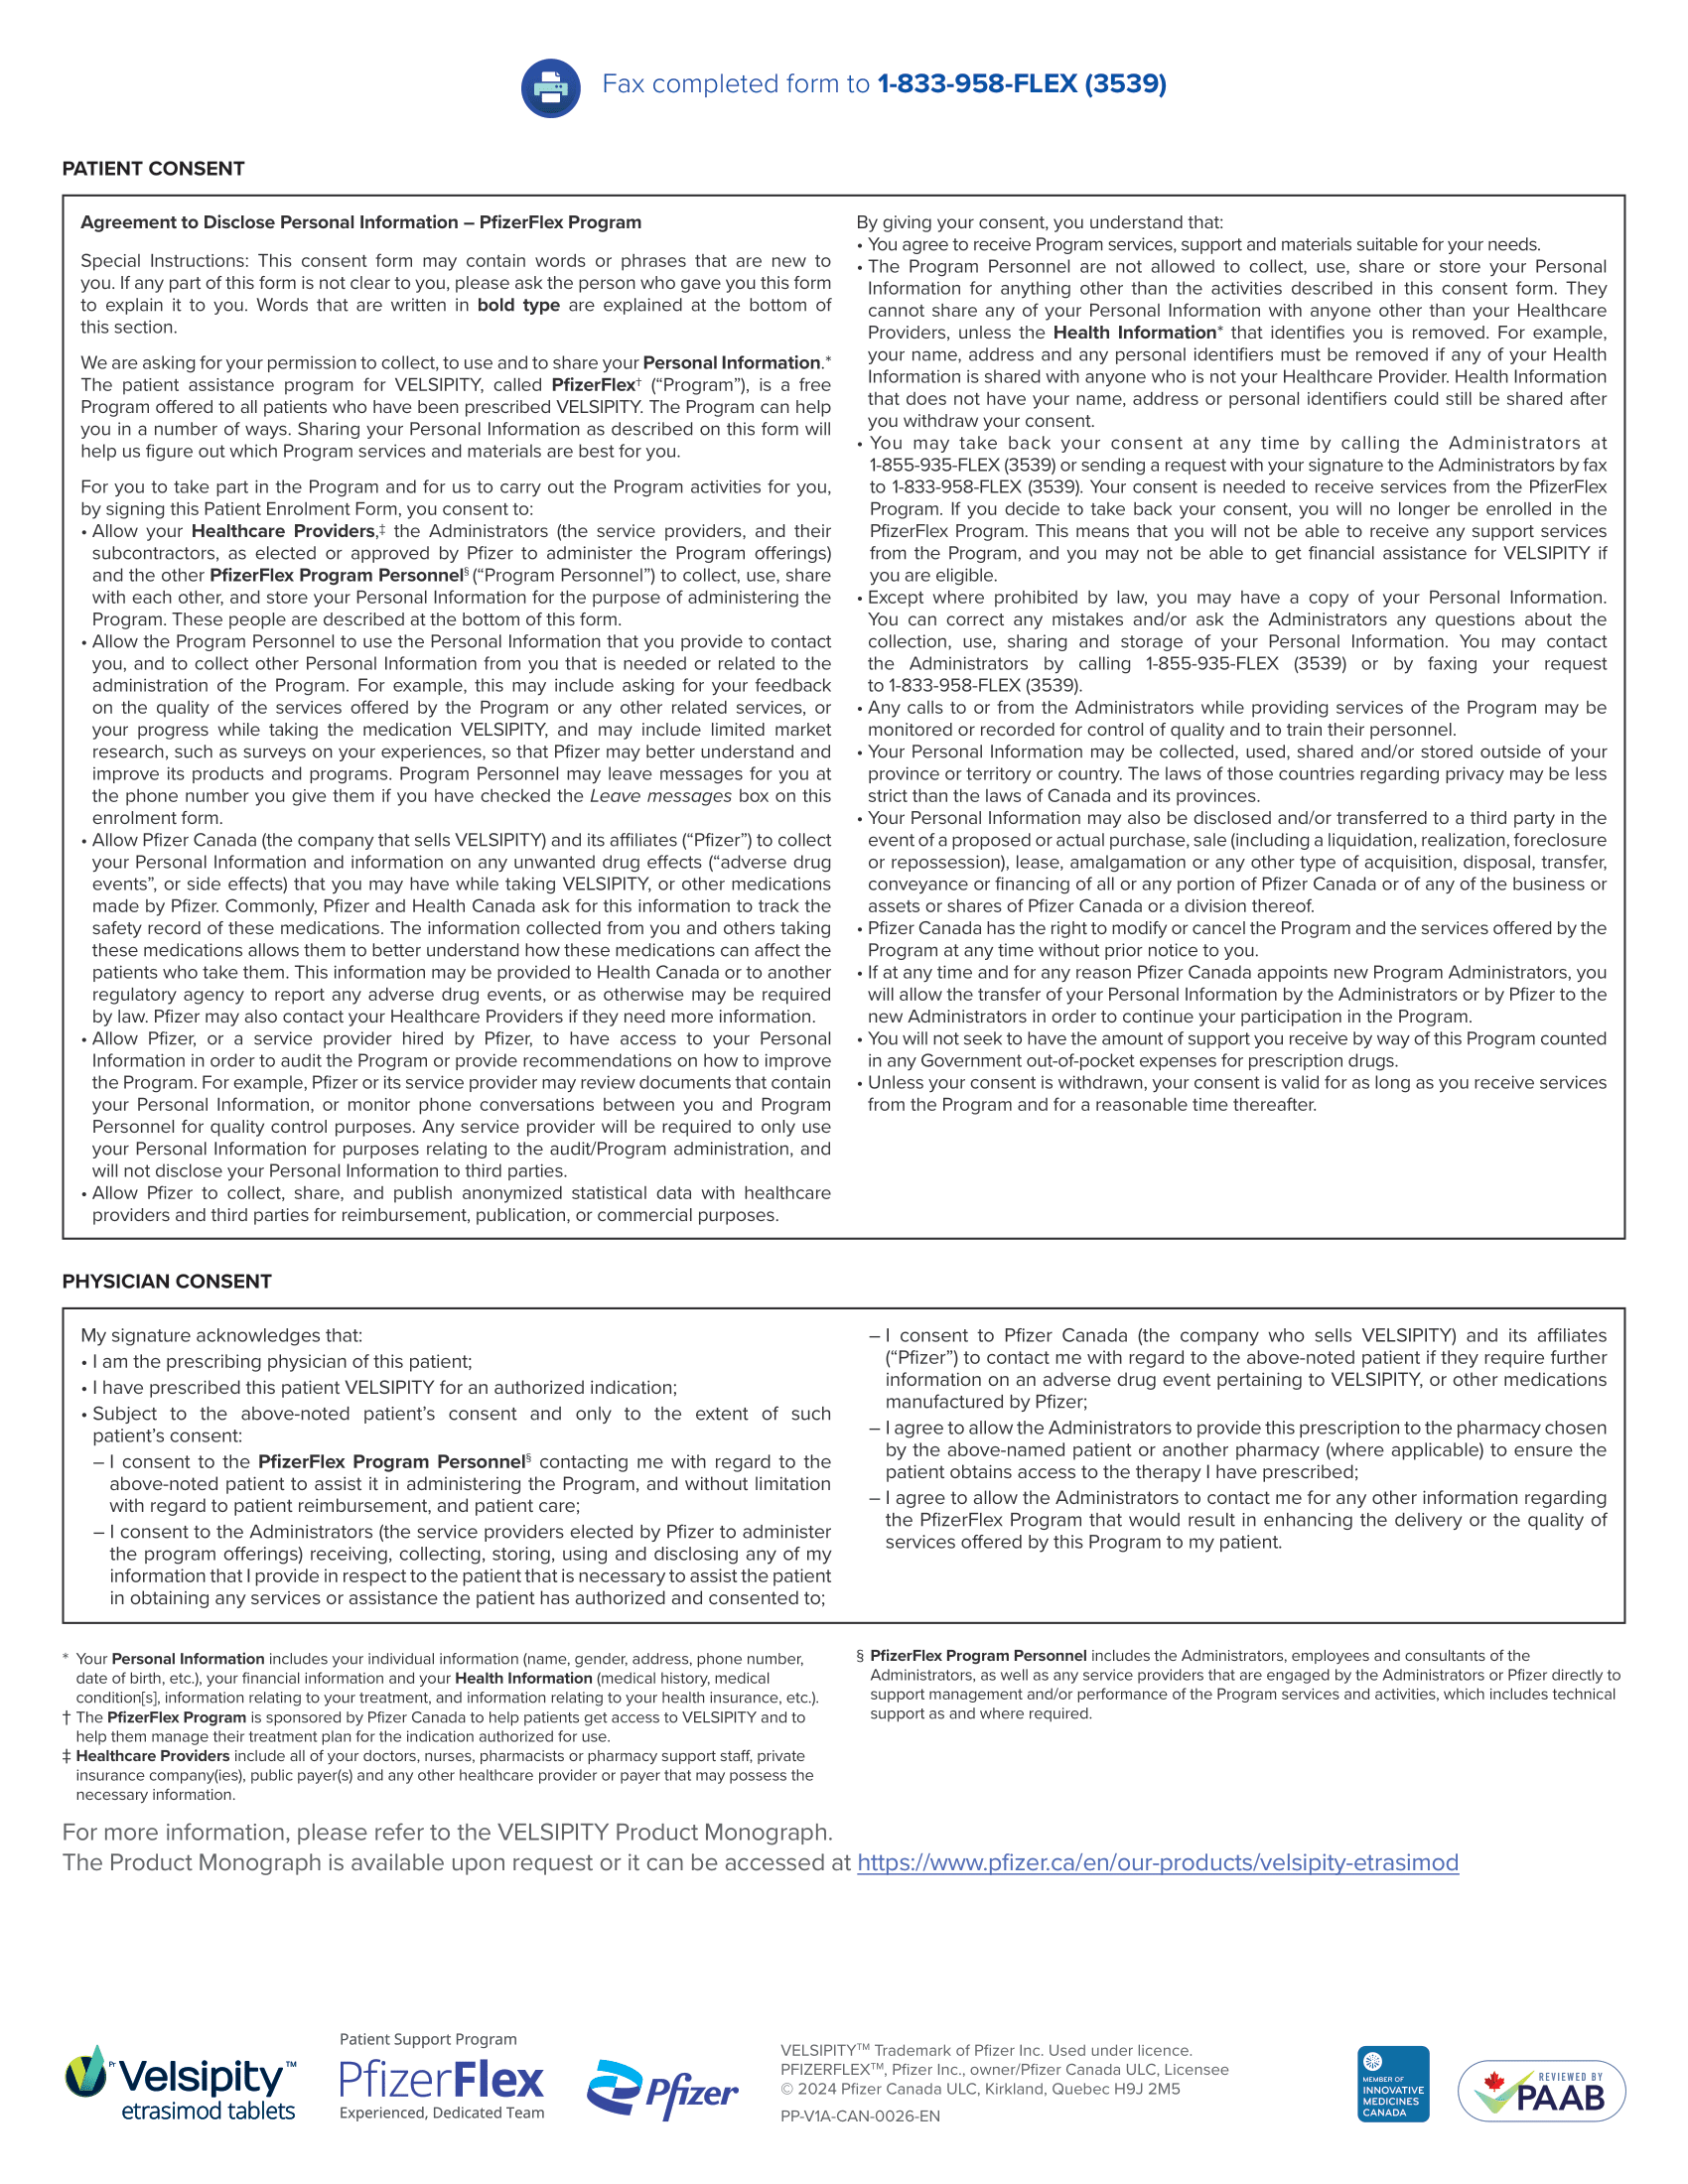 Fax completed form to 1-833-958-FLEX (3539)
PATIENT CONSENT
Agreement to Disclose Personal Information – PfizerFlex Program
Special Instructions: This consent form may contain words or phrases that are new to
you. If any part of this form is not clear to you, please ask the person who gave you this form
to explain it to you. Words that are written in bold type are explained at the bottom of
this section.
We are asking for your permission to collect, to use and to share your Personal Information.*
The patient assistance program for VELSIPITY, called PfizerFlex† (“Program”), is a free
Program offered to all patients who have been prescribed VELSIPITY. The Program can help
you in a number of ways. Sharing your Personal Information as described on this form will
help us figure out which Program services and materials are best for you.
For you to take part in the Program and for us to carry out the Program activities for you,
by signing this Patient Enrolment Form, you consent to:
• Allow your Healthcare Providers,‡ the Administrators (the service providers, and their
subcontractors, as elected or approved by Pfizer to administer the Program offerings)
and the other PfizerFlex Program Personnel§ (“Program Personnel”) to collect, use, share
with each other, and store your Personal Information for the purpose of administering the
Program. These people are described at the bottom of this form.
• Allow the Program Personnel to use the Personal Information that you provide to contact
you, and to collect other Personal Information from you that is needed or related to the
administration of the Program. For example, this may include asking for your feedback
on the quality of the services offered by the Program or any other related services, or
your progress while taking the medication VELSIPITY, and may include limited market
research, such as surveys on your experiences, so that Pfizer may better understand and
improve its products and programs. Program Personnel may leave messages for you at
the phone number you give them if you have checked the Leave messages box on this
enrolment form.
• Allow Pfizer Canada (the company that sells VELSIPITY) and its affiliates (“Pfizer”) to collect
your Personal Information and information on any unwanted drug effects (“adverse drug
events”, or side effects) that you may have while taking VELSIPITY, or other medications
made by Pfizer. Commonly, Pfizer and Health Canada ask for this information to track the
safety record of these medications. The information collected from you and others taking
these medications allows them to better understand how these medications can affect the
patients who take them. This information may be provided to Health Canada or to another
regulatory agency to report any adverse drug events, or as otherwise may be required
by law. Pfizer may also contact your Healthcare Providers if they need more information.
• Allow Pfizer, or a service provider hired by Pfizer, to have access to your Personal
Information in order to audit the Program or provide recommendations on how to improve
the Program. For example, Pfizer or its service provider may review documents that contain
your Personal Information, or monitor phone conversations between you and Program
Personnel for quality control purposes. Any service provider will be required to only use
your Personal Information for purposes relating to the audit/Program administration, and
will not disclose your Personal Information to third parties.
• Allow Pfizer to collect, share, and publish anonymized statistical data with healthcare
providers and third parties for reimbursement, publication, or commercial purposes.
By giving your consent, you understand that:
• You agree to receive Program services, support and materials suitable for your needs.
• The Program Personnel are not allowed to collect, use, share or store your Personal
Information for anything other than the activities described in this consent form. They
cannot share any of your Personal Information with anyone other than your Healthcare
Providers, unless the Health Information* that identifies you is removed. For example,
your name, address and any personal identifiers must be removed if any of your Health
Information is shared with anyone who is not your Healthcare Provider. Health Information
that does not have your name, address or personal identifiers could still be shared after
you withdraw your consent.
• You may take back your consent at any time by calling the Administrators at
1-855-935-FLEX (3539) or sending a request with your signature to the Administrators by fax
to 1-833-958-FLEX (3539). Your consent is needed to receive services from the PfizerFlex
Program. If you decide to take back your consent, you will no longer be enrolled in the
PfizerFlex Program. This means that you will not be able to receive any support services
from the Program, and you may not be able to get financial assistance for VELSIPITY if
you are eligible.
• Except where prohibited by law, you may have a copy of your Personal Information.
You can correct any mistakes and/or ask the Administrators any questions about the
collection, use, sharing and storage of your Personal Information. You may contact
the Administrators by calling 1-855-935-FLEX (3539) or by faxing your request
to 1-833-958-FLEX (3539).
• Any calls to or from the Administrators while providing services of the Program may be
monitored or recorded for control of quality and to train their personnel.
• Your Personal Information may be collected, used, shared and/or stored outside of your
province or territory or country. The laws of those countries regarding privacy may be less
strict than the laws of Canada and its provinces.
• Your Personal Information may also be disclosed and/or transferred to a third party in the
event of a proposed or actual purchase, sale (including a liquidation, realization, foreclosure
or repossession), lease, amalgamation or any other type of acquisition, disposal, transfer,
conveyance or financing of all or any portion of Pfizer Canada or of any of the business or
assets or shares of Pfizer Canada or a division thereof.
• Pfizer Canada has the right to modify or cancel the Program and the services offered by the
Program at any time without prior notice to you.
• If at any time and for any reason Pfizer Canada appoints new Program Administrators, you
will allow the transfer of your Personal Information by the Administrators or by Pfizer to the
new Administrators in order to continue your participation in the Program.
• You will not seek to have the amount of support you receive by way of this Program counted
in any Government out-of-pocket expenses for prescription drugs.
• Unless your consent is withdrawn, your consent is valid for as long as you receive services
from the Program and for a reasonable time thereafter.
PHYSICIAN CONSENT
My signature acknowledges that:
• I am the prescribing physician of this patient;
• I have prescribed this patient VELSIPITY for an authorized indication;
• Subject to the above-noted patient’s consent and only to the extent of such
patient’s consent:
– I consent to the PfizerFlex Program Personnel§ contacting me with regard to the
above-noted patient to assist it in administering the Program, and without limitation
with regard to patient reimbursement, and patient care;
– I consent to the Administrators (the service providers elected by Pfizer to administer
the program offerings) receiving, collecting, storing, using and disclosing any of my
information that I provide in respect to the patient that is necessary to assist the patient
in obtaining any services or assistance the patient has authorized and consented to;
– I consent to Pfizer Canada (the company who sells VELSIPITY) and its affiliates
(“Pfizer”) to contact me with regard to the above-noted patient if they require further
information on an adverse drug event pertaining to VELSIPITY, or other medications
manufactured by Pfizer;
– I agree to allow the Administrators to provide this prescription to the pharmacy chosen
by the above-named patient or another pharmacy (where applicable) to ensure the
patient obtains access to the therapy I have prescribed;
– I agree to allow the Administrators to contact me for any other information regarding
the PfizerFlex Program that would result in enhancing the delivery or the quality of
services offered by this Program to my patient.
* Your Personal Information includes your individual information (name, gender, address, phone number,
date of birth, etc.), your financial information and your Health Information (medical history, medical
condition[s], information relating to your treatment, and information relating to your health insurance, etc.).
† The PfizerFlex Program is sponsored by Pfizer Canada to help patients get access to VELSIPITY and to
help them manage their treatment plan for the indication authorized for use.
‡ Healthcare Providers include all of your doctors, nurses, pharmacists or pharmacy support staff, private
insurance company(ies), public payer(s) and any other healthcare provider or payer that may possess the
necessary information.
§ PfizerFlex Program Personnel includes the Administrators, employees and consultants of the
Administrators, as well as any service providers that are engaged by the Administrators or Pfizer directly to
support management and/or performance of the Program services and activities, which includes technical
support as and where required.
For more information, please refer to the VELSIPITY Product Monograph.
The Product Monograph is available upon request or it can be accessed at https://www.pfizer.ca/en/our-products/velsipity-etrasimod
Pr Velsipity™
etrasimod tablets
Patient Support Program
PfizerFlex
Experienced, Dedicated Team
Pfizer
VELSIPITY™ Trademark of Pfizer Inc. Used under licence.
PFIZERFLEX™, Pfizer Inc., owner/Pfizer Canada ULC, Licensee
© 2024 Pfizer Canada ULC, Kirkland, Quebec H9J 2M5
PP-V1A-CAN-0026-EN
MEMBER OF
INNOVATIVE
MEDICINES
CANADA
REVIEWED BY
PAAB